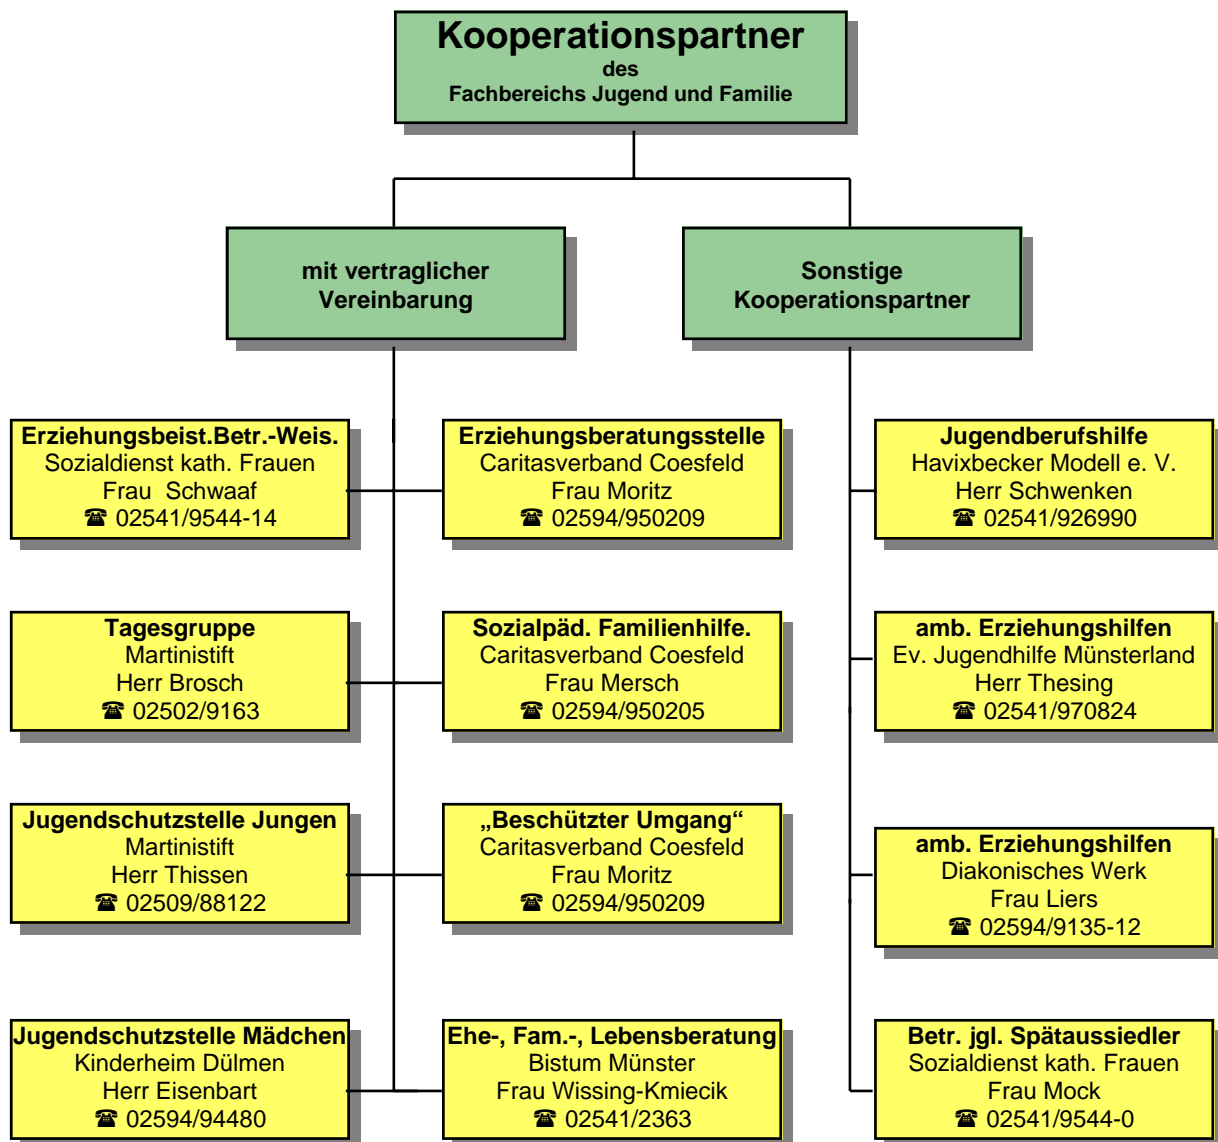 Kooperationspartner
des
Fachbereichs Jugend und Familie
mit vertraglicher
Vereinbarung
Sonstige
Kooperationspartner
Erziehungsbeist.Betr.-Weis.
Sozialdienst kath. Frauen
Frau Schwaaf
☎ 02541/9544-14
Erziehungsberatungsstelle
Caritasverband Coesfeld
Frau Moritz
☎ 02594/950209
Jugendberufshilfe
Havixbecker Modell e. V.
Herr Schwenken
☎ 02541/926990
Tagesgruppe
Martinistift
Herr Brosch
☎ 02502/9163
Sozialpäd. Familienhilfe.
Caritasverband Coesfeld
Frau Mersch
☎ 02594/950205
amb. Erziehungshilfen
Ev. Jugendhilfe Münsterland
Herr Thesing
☎ 02541/970824
Jugendschutzstelle Jungen
Martinistift
Herr Thissen
☎ 02509/88122
„Beschützter Umgang“
Caritasverband Coesfeld
Frau Moritz
☎ 02594/950209
amb. Erziehungshilfen
Diakonisches Werk
Frau Liers
☎ 02594/9135-12
Jugendschutzstelle Mädchen
Kinderheim Dülmen
Herr Eisenbart
☎ 02594/94480
Ehe-, Fam.-, Lebensberatung
Bistum Münster
Frau Wissing-Kmiecik
☎ 02541/2363
Betr. jgl. Spätaussiedler
Sozialdienst kath. Frauen
Frau Mock
☎ 02541/9544-0